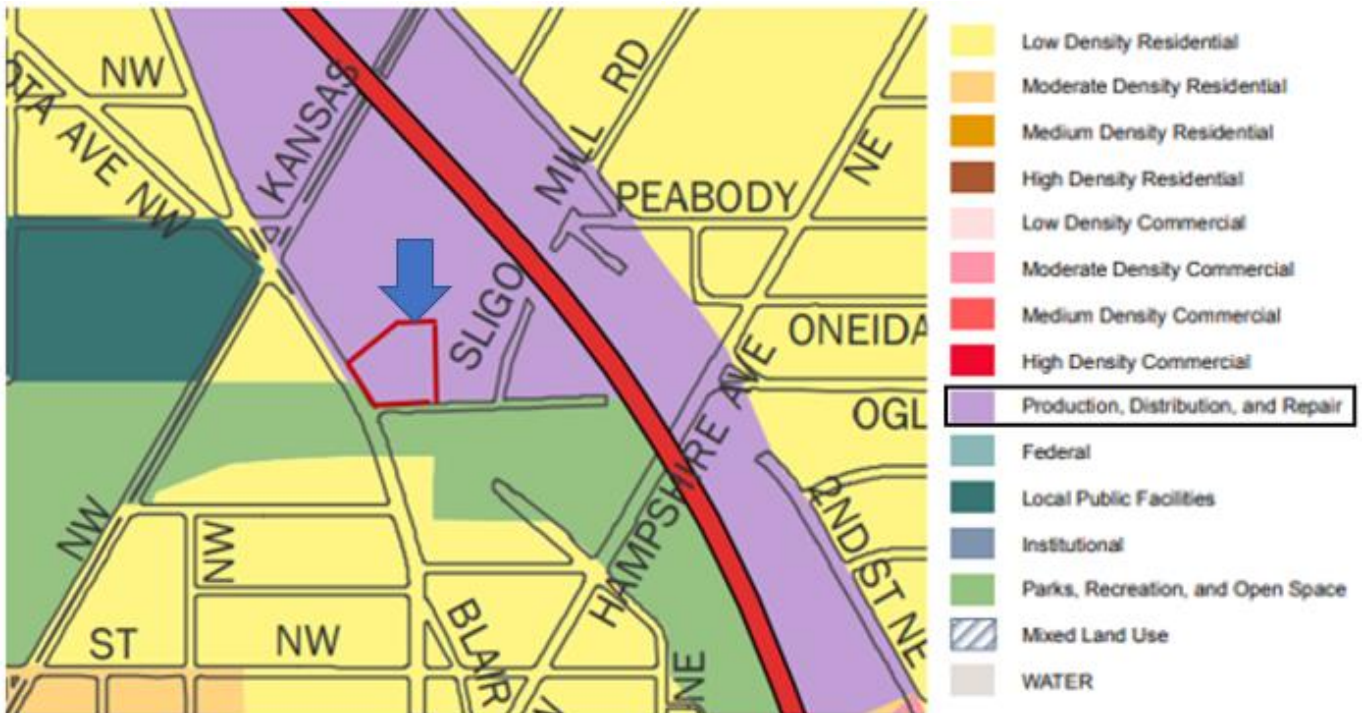 NW
OTA AVE NW
KANSAS
MILL RD
PEABODY
NE
SLIGO
ONEIDA
OGL
HAMPSHIRE AVE
2ND ST NE
NW
NW
ST NW
BLAIR
NE
Low Density Residential
Moderate Density Residential
Medium Density Residential
High Density Residential
Low Density Commercial
Moderate Density Commercial
Medium Density Commercial
High Density Commercial
Production, Distribution, and Repair
Federal
Local Public Facilities
Institutional
Parks, Recreation, and Open Space
Mixed Land Use
WATER